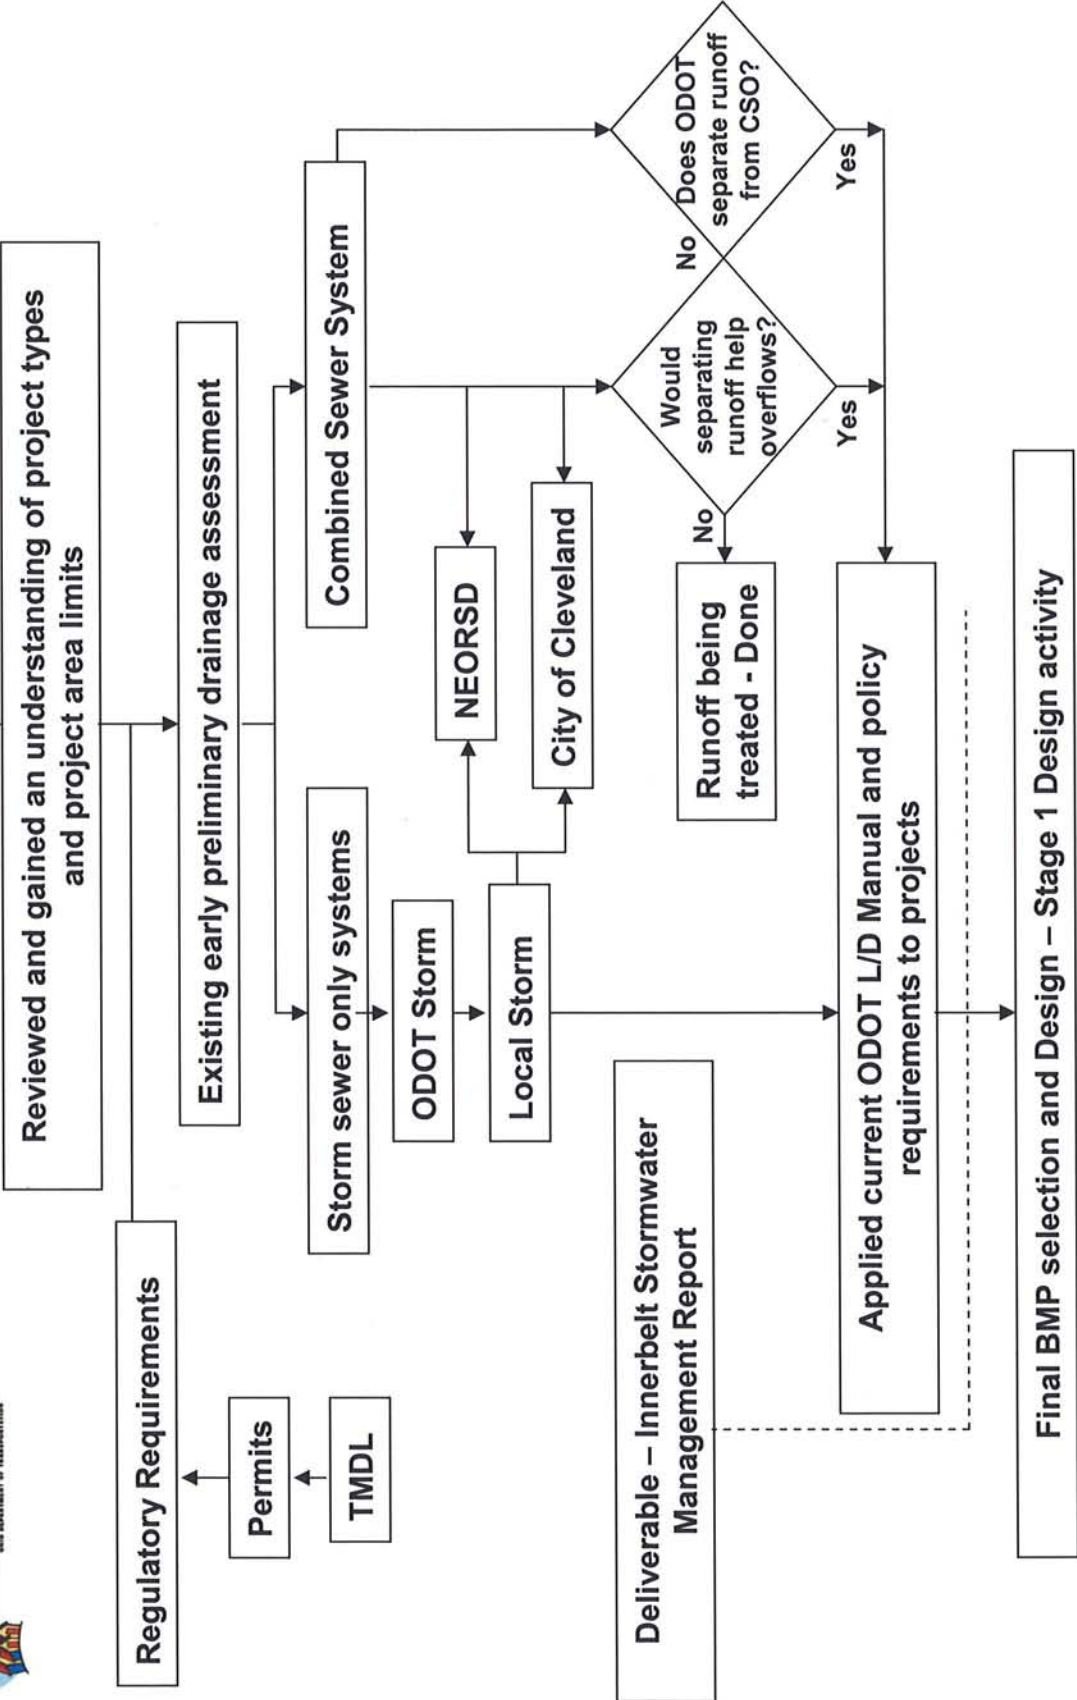 Reviewed and gained an understanding of project types
and project area limits
Regulatory Requirements
Existing early preliminary drainage assessment
Permits
TMDL
Storm sewer only systems
Combined Sewer System
ODOT Storm
NEORSD
Local Storm
City of Cleveland
Would
separating
runoff help
overflows?
No
Does ODOT
separate runoff
from CSO?
No
Yes
Yes
Runoff being
treated - Done
Deliverable – Innerbelt Stormwater
Management Report
Applied current ODOT L/D Manual and policy
requirements to projects
Final BMP selection and Design – Stage 1 Design activity